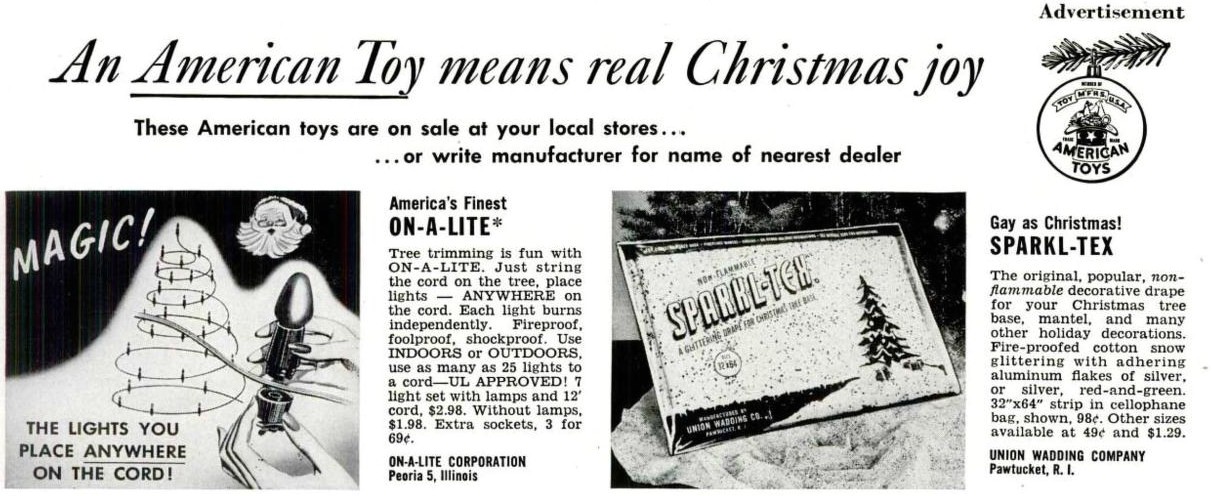 Advertisement
An American Toy means real Christmas joy
These American toys are on sale at your local stores...
...or write manufacturer for name of nearest dealer
MEMBER OF
TOY M'F'RS. U.S.A.
TRADE MARK
AMERICAN
TOYS
MAGIC!
THE LIGHTS YOU
PLACE ANYWHERE
ON THE CORD!
America's Finest
ON-A-LITE*
Tree trimming is fun with
ON-A-LITE. Just string
the cord on the tree, place
lights — ANYWHERE on
the cord. Each light burns
independently. Fireproof,
foolproof, shockproof. Use
INDOORS or OUTDOORS,
use as many as 25 lights to
a cord—UL APPROVED! 7
light set with lamps and 12'
cord, $2.98. Without lamps,
$1.98. Extra sockets, 3 for
69¢.
ON-A-LITE CORPORATION
Peoria 5, Illinois
NON-FLAMMABLE
SPARKL-TEX
A GLITTERING DRAPE FOR CHRISTMAS TREE BASE
MANUFACTURED BY
UNION WADDING CO.
PAWTUCKET, R. I.
Gay as Christmas!
SPARKL-TEX
The original, popular, non-
flammable decorative drape
for your Christmas tree
base, mantel, and many
other holiday decorations.
Fire-proofed cotton snow
glittering with adhering
aluminum flakes of silver,
or silver, red-and-green.
32"x64" strip in cellophane
bag, shown, 98¢. Other sizes
available at 49¢ and $1.29.
UNION WADDING COMPANY
Pawtucket, R. I.